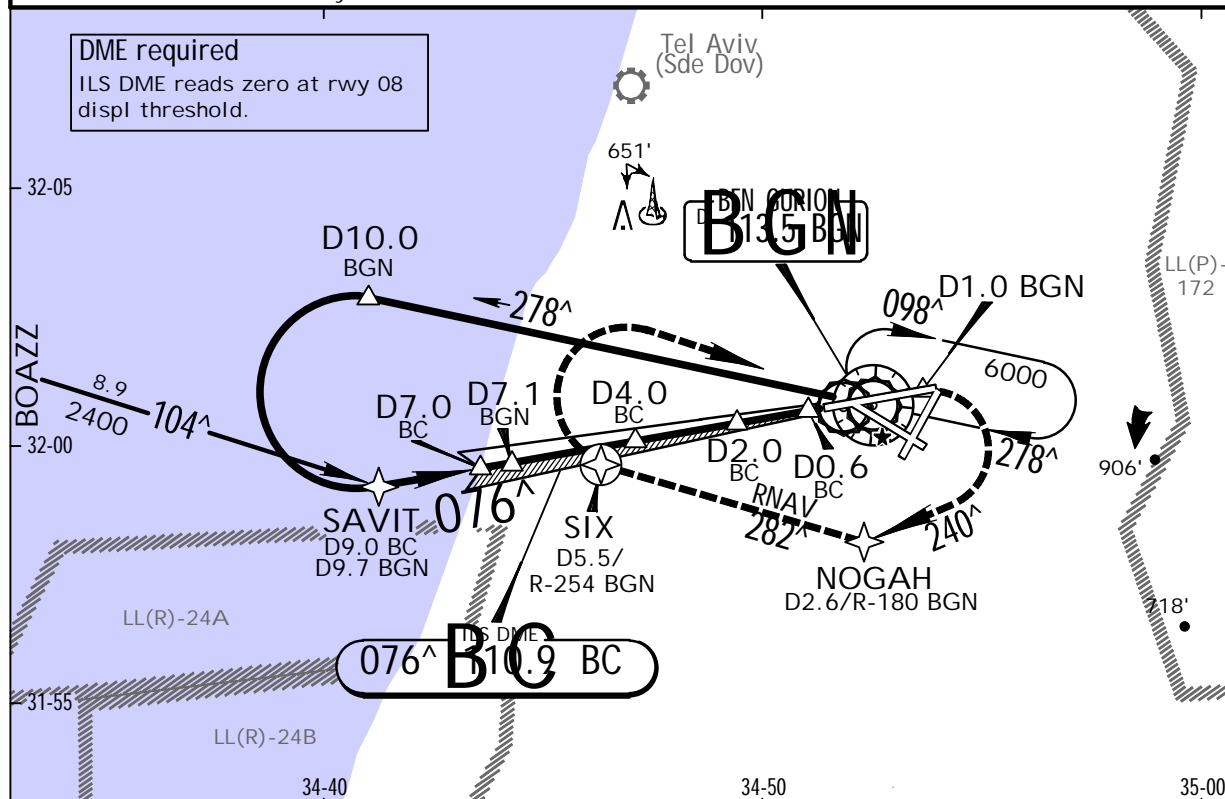 DME required
ILS DME reads zero at rwy 08
displ threshold.
Tel Aviv
(Sde Dov)
651'
32-05
BEN GURION
D 113.5 BGN
BGN
D10.0
BGN
LL(P)-
172
D1.0 BGN
098^
278^
6000
BOAZZ
8.9
2400
104^
D7.0
BC
D7.1
BGN
D4.0
BC
32-00
D2.0
BC
D0.6
BC
278^
906'
076^
RNAV
282^
240^
SAVIT
D9.0 BC
D9.7 BGN
SIX
D5.5/
R-254 BGN
NOGAH
D2.6/R-180 BGN
LL(R)-24A
718'
ILS DME
076^ 110.9 BC
BC
31-55
LL(R)-24B
34-40
34-50
35-00